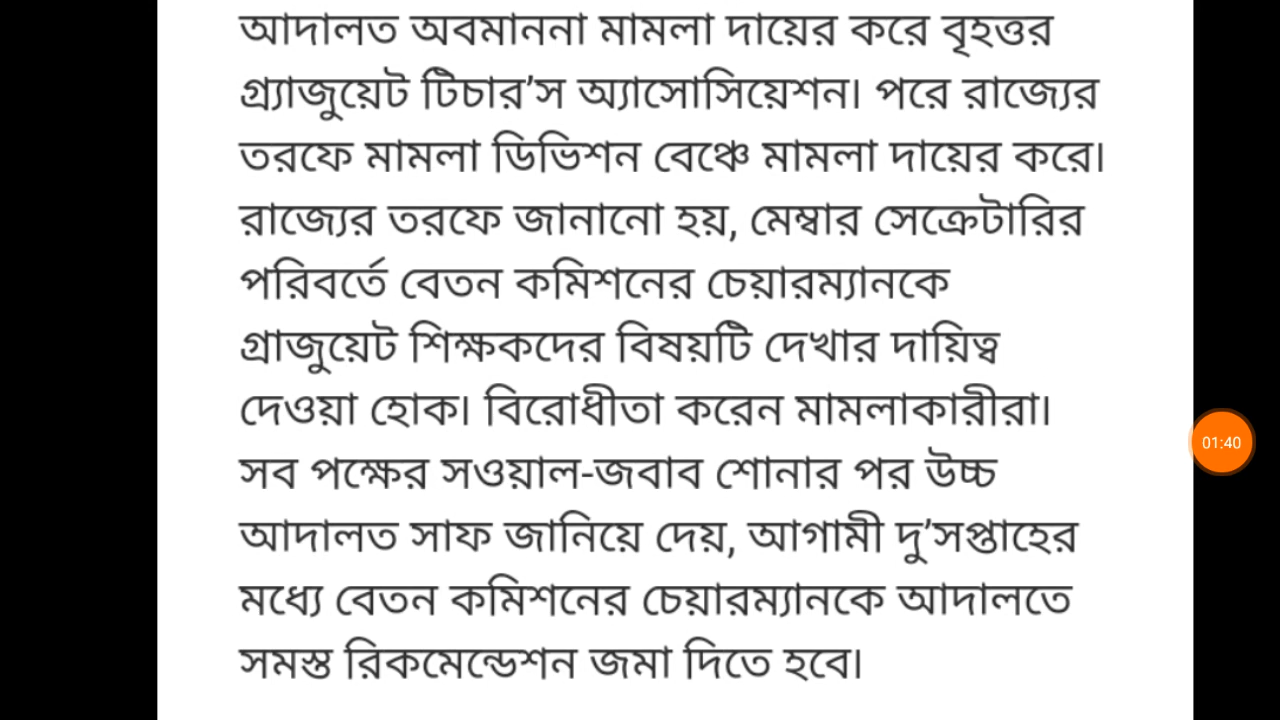 আদালত অবমাননা মামলা দায়ের করে বৃহত্তর
গ্র্যাজুয়েট টিচার’স অ্যাসোসিয়েশন। পরে রাজ্যের
তরফে মামলা ডিভিশন বেঞ্চে মামলা দায়ের করে।
রাজ্যের তরফে জানানো হয়, মেম্বার সেক্রেটারির
পরিবর্তে বেতন কমিশনের চেয়ারম্যানকে
গ্রাজুয়েট শিক্ষকদের বিষয়টি দেখার দায়িত্ব
দেওয়া হোক। বিরোধীতা করেন মামলাকারীরা।
সব পক্ষের সওয়াল-জবাব শোনার পর উচ্চ
আদালত সাফ জানিয়ে দেয়, আগামী দু’সপ্তাহের
মধ্যে বেতন কমিশনের চেয়ারম্যানকে আদালতে
সমস্ত রিকমেন্ডেশন জমা দিতে হবে।
01:40